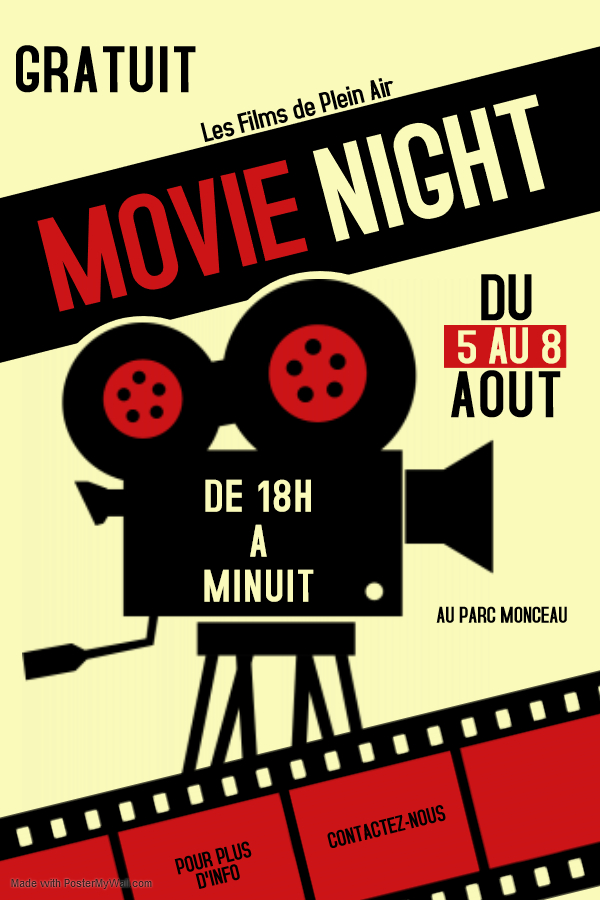 GRATUIT
Les Films de Plein Air
MOVIE NIGHT
DU
5 AU 8
AOUT
DE 18H
A
MINUIT
AU PARC MONCEAU
CONTACTEZ-NOUS
POUR PLUS
D'INFO
Made with PosterMyWall.com